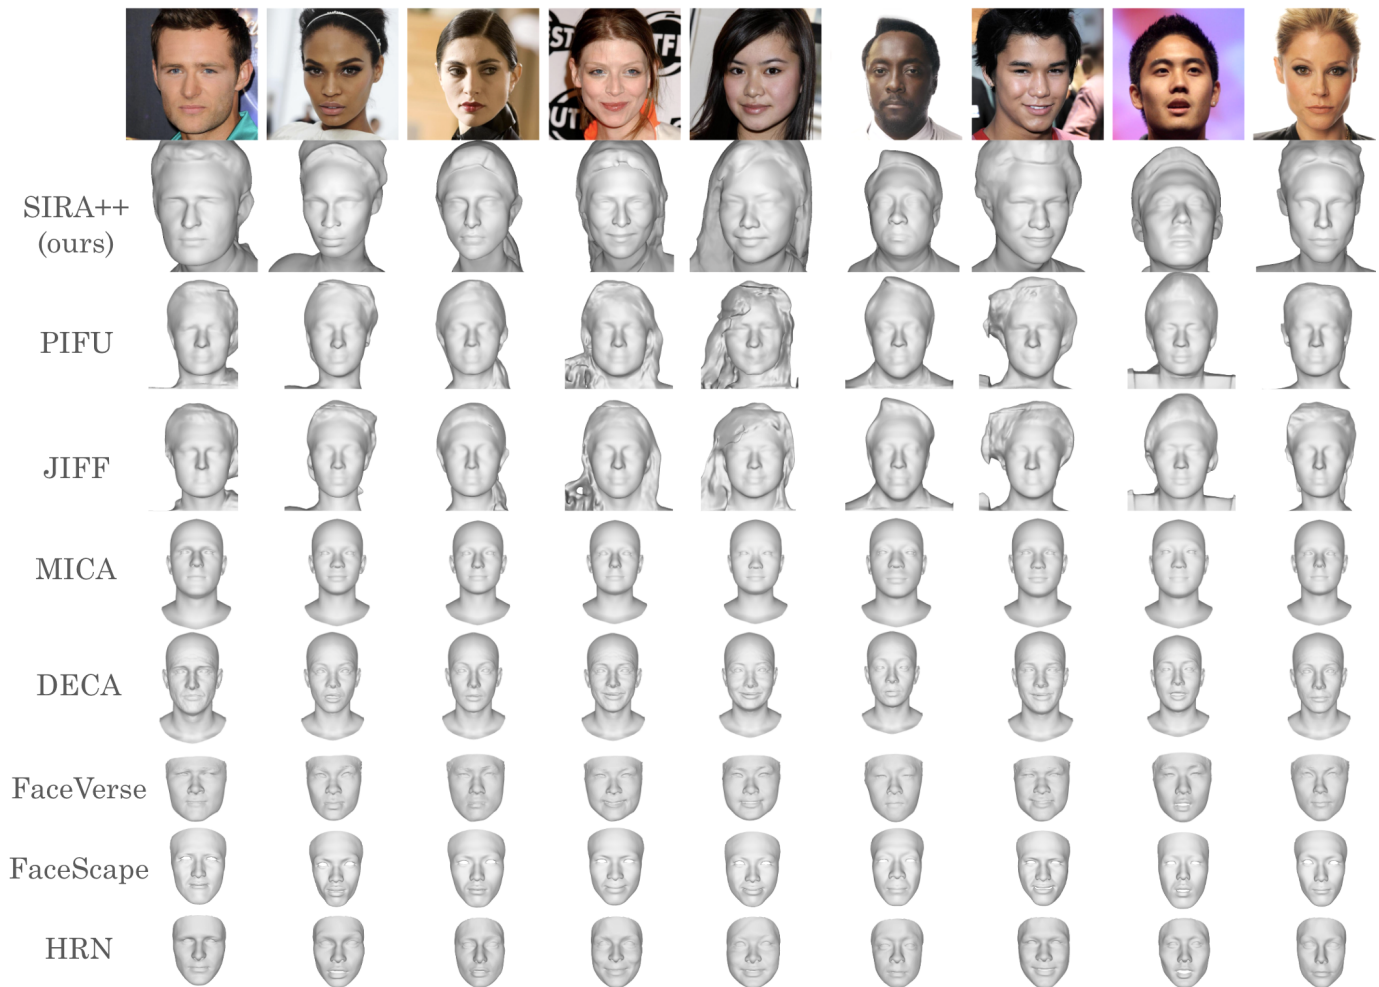 SIRA++
(ours)
PIFU
JIFF
MICA
DECA
FaceVerse
FaceScape
HRN